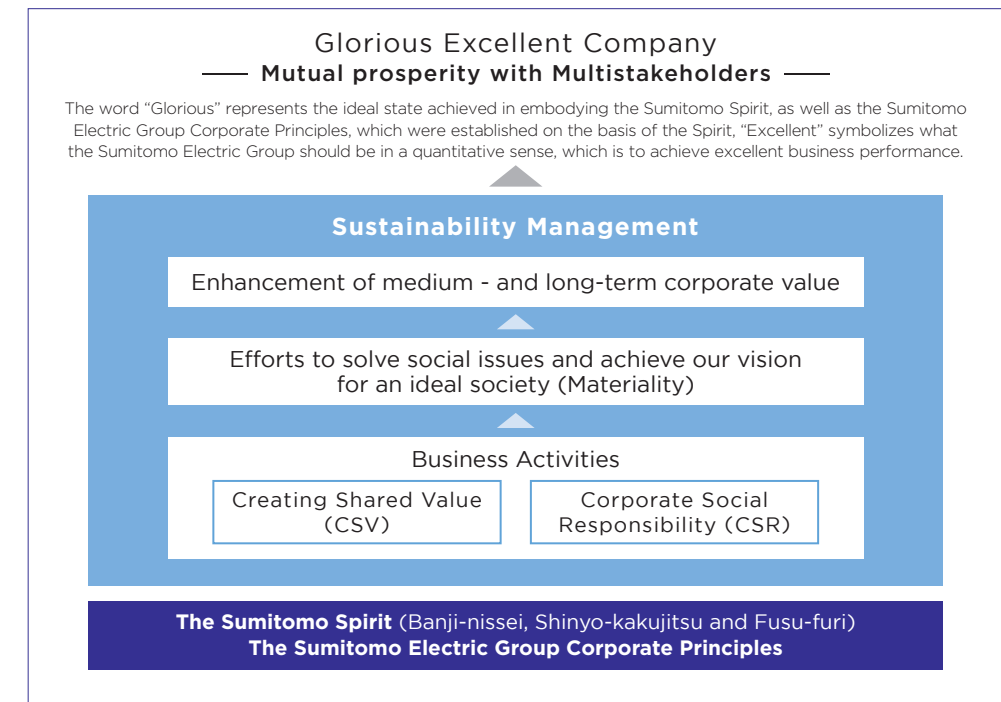 Glorious Excellent Company
Mutual prosperity with Multistakeholders
The word “Glorious” represents the ideal state achieved in embodying the Sumitomo Spirit, as well as the Sumitomo
Electric Group Corporate Principles, which were established on the basis of the Spirit, “Excellent” symbolizes what
the Sumitomo Electric Group should be in a quantitative sense, which is to achieve excellent business performance.
Sustainability Management
Enhancement of medium - and long-term corporate value
Efforts to solve social issues and achieve our vision
for an ideal society (Materiality)
Business Activities
Creating Shared Value
(CSV)
Corporate Social
Responsibility (CSR)
The Sumitomo Spirit (Banji-nissei, Shinyo-kakujitsu and Fusu-furi)
The Sumitomo Electric Group Corporate Principles